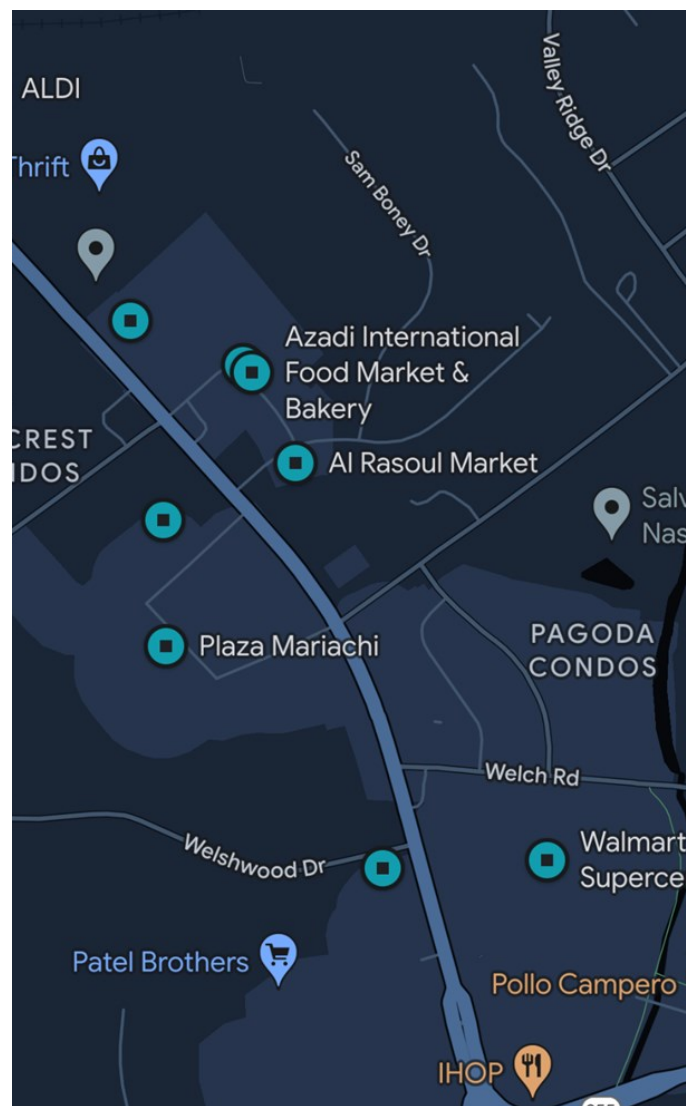 ALDI
Valley Ridge Dr
Thrift
Sam Boney Dr
Azadi International
Food Market &
Bakery
CREST
Al Rasoul Market
Salv
Nas
Plaza Mariachi
PAGODA
CONDOS
Welch Rd
Welshwood Dr
Walmart
Superce
Patel Brothers
Pollo Campero
IHOP